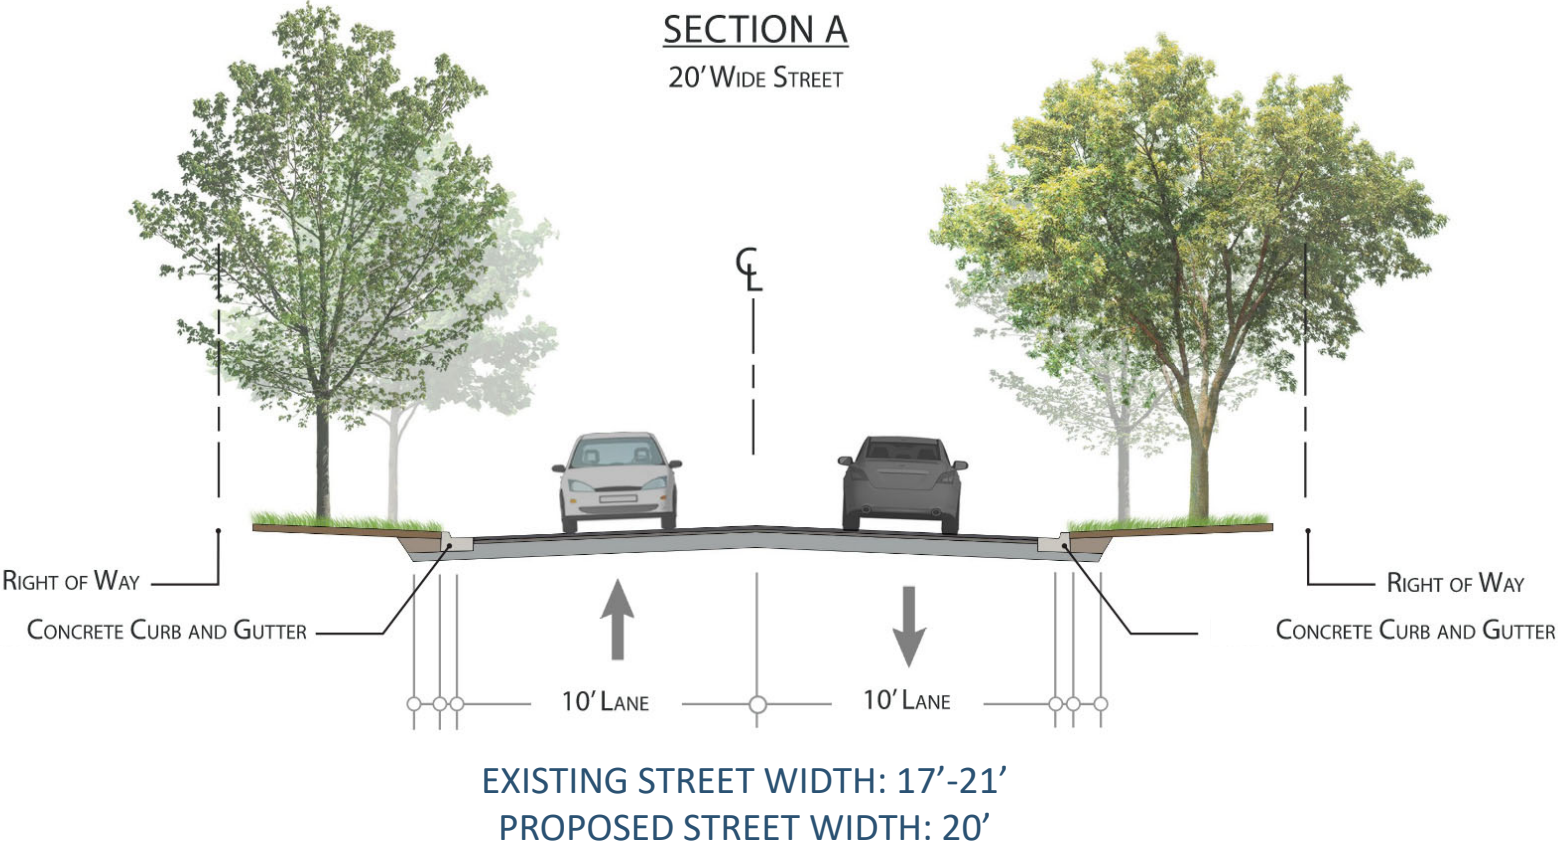 SECTION A
20' WIDE STREET
℄
RIGHT OF WAY
RIGHT OF WAY
CONCRETE CURB AND GUTTER
CONCRETE CURB AND GUTTER
10' LANE
10' LANE
EXISTING STREET WIDTH: 17’-21’
PROPOSED STREET WIDTH: 20’